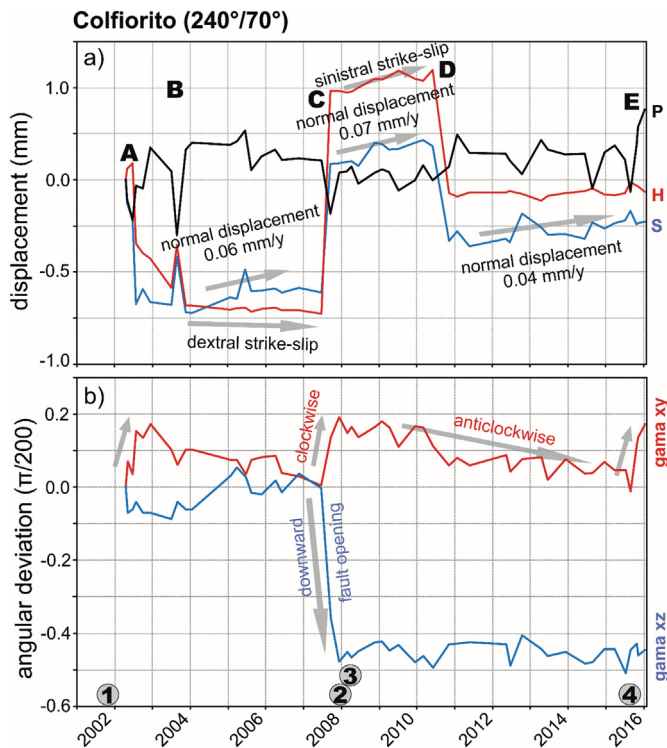 Colfiorito (240°/70°)
a)
sinistral strike-slip
A
B
C
D
E
P
H
S
normal displacement
0.07 mm/y
normal displacement
0.06 mm/y
normal displacement
0.04 mm/y
dextral strike-slip
displacement (mm)
1.0
0.5
0.0
-0.5
-1.0
b)
clockwise
anticlockwise
downward
fault opening
gama xy
gama xz
angular deviation (π/200)
0.2
0.0
-0.2
-0.4
-0.6
1
2
3
4
2002
2004
2006
2008
2010
2012
2014
2016